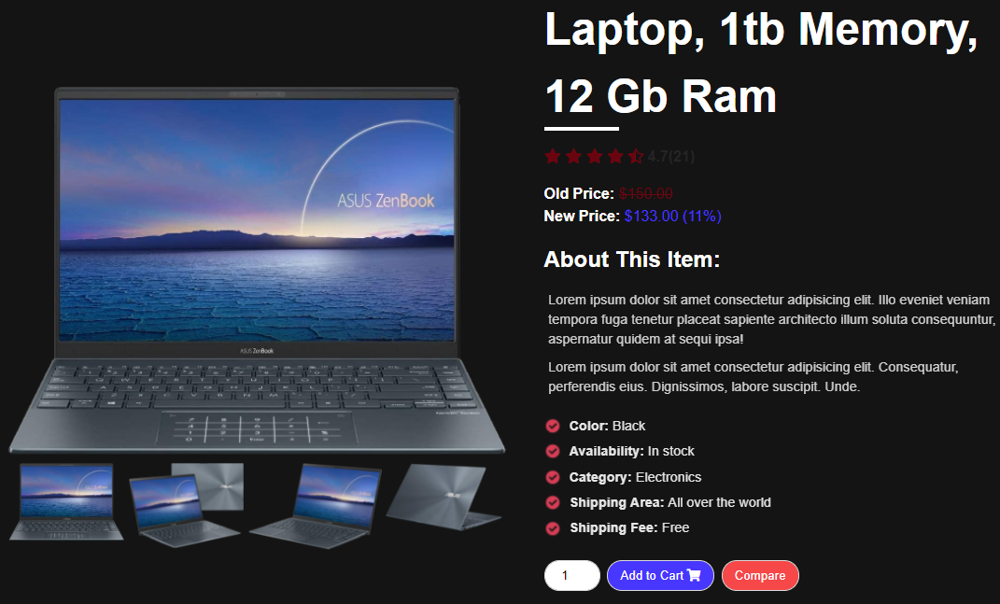 Laptop, 1tb Memory,
12 Gb Ram
4.7(21)
Old Price: $150.00
New Price: $133.00 (11%)
About This Item:
Lorem ipsum dolor sit amet consectetur adipisicing elit. Illo eveniet veniam
tempora fuga tenetur placeat sapiente architecto illum soluta consequuntur,
aspernatur quidem at sequi ipsa!
Lorem ipsum dolor sit amet consectetur adipisicing elit. Consequatur,
perferendis eius. Dignissimos, labore suscipit. Unde.
Color: Black
Availability: In stock
Category: Electronics
Shipping Area: All over the world
Shipping Fee: Free
1
Add to Cart
Compare
ASUS ZenBook
ASUS ZenBook